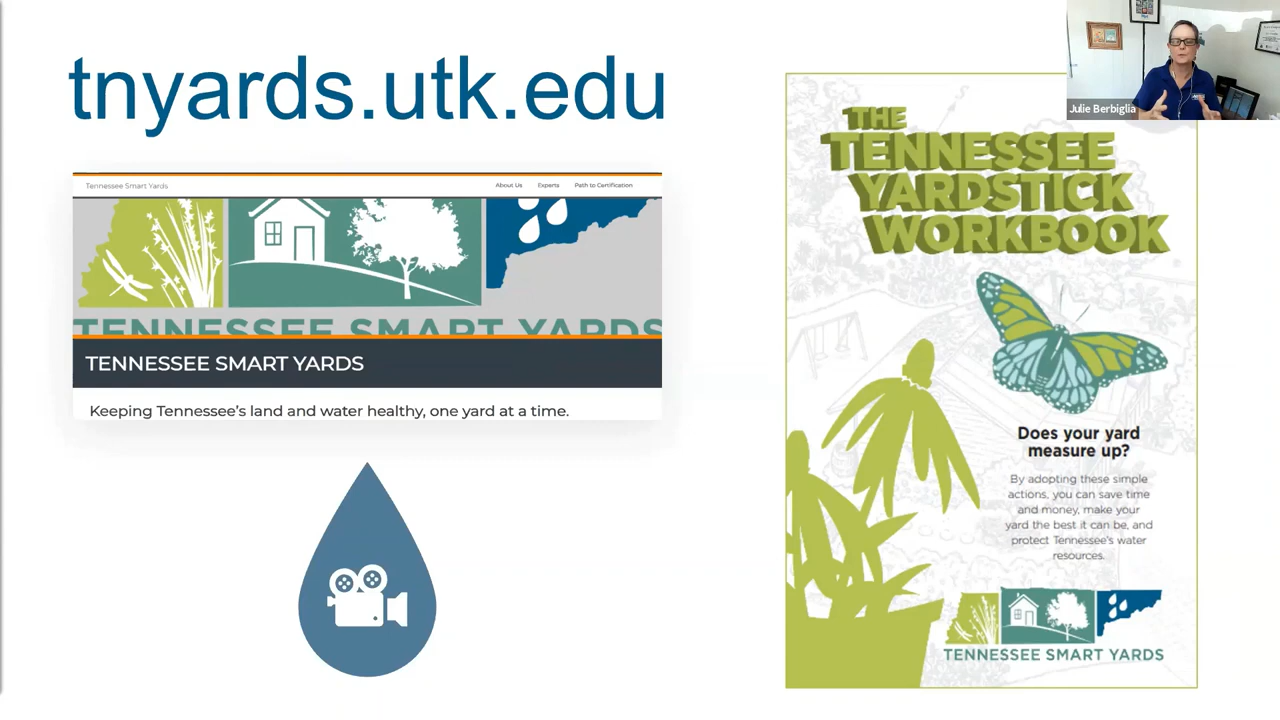 tnyards.utk.edu
Tennessee Smart Yards
About Us Experts Path to Certification
TENNESSEE SMART YARDS
TENNESSEE SMART YARDS
Keeping Tennessee's land and water healthy, one yard at a time.
Julie Berbiglia
THE
TENNESSEE
YARDSTICK
WORKBOOK
Does your yard
measure up?
By adopting these simple
actions, you can save time
and money, make your
yard the best it can be, and
protect Tennessee's water
resources.
TENNESSEE SMART YARDS